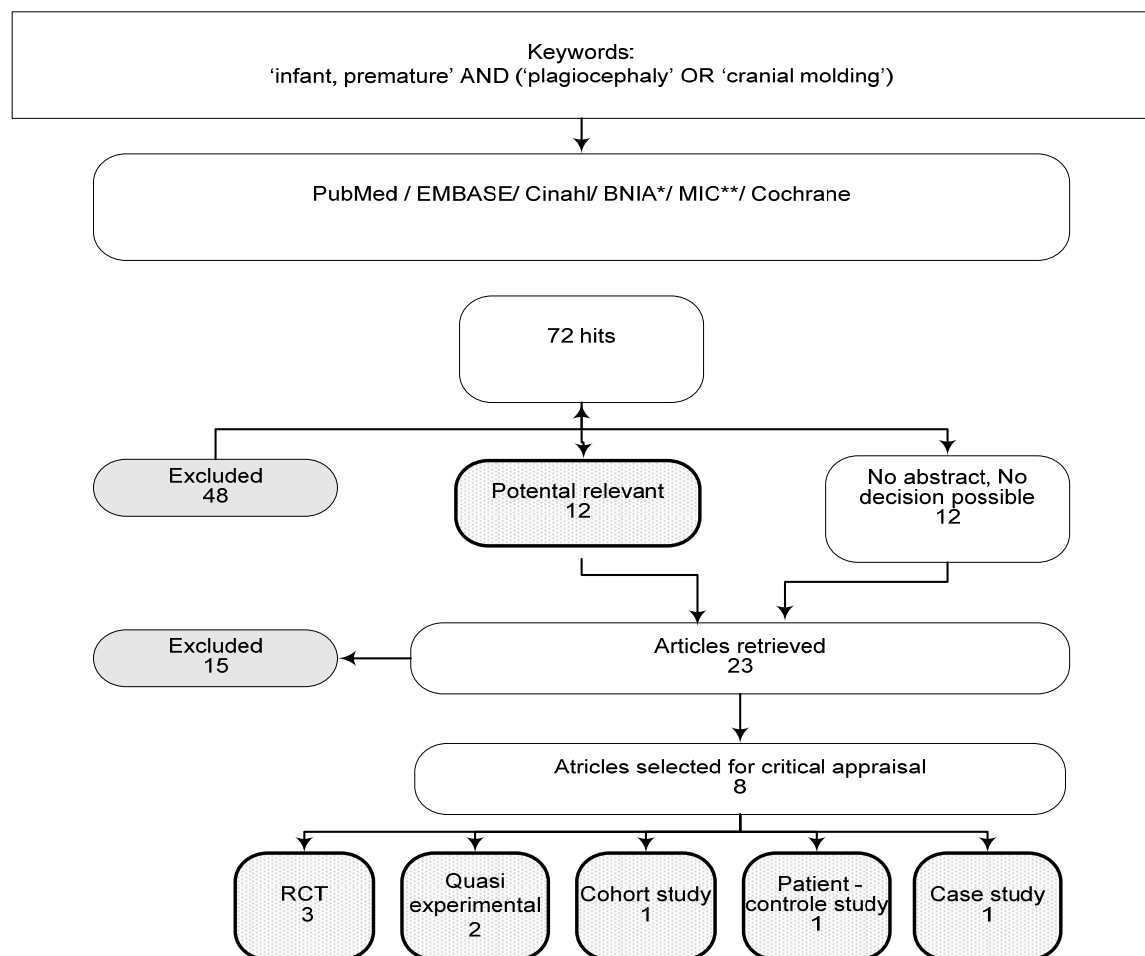 Keywords:
‘infant, premature’ AND (‘plagiocephaly’ OR ‘cranial molding’)
PubMed / EMBASE/ Cinahl/ BNIA*/ MIC**/ Cochrane
72 hits
Excluded
48
Potental relevant
12
No abstract, No
decision possible
12
Articles retrieved
23
Excluded
15
Atricles selected for critical appraisal
8
RCT
3
Quasi
experimental
2
Cohort study
1
Patient -
controle study
1
Case study
1